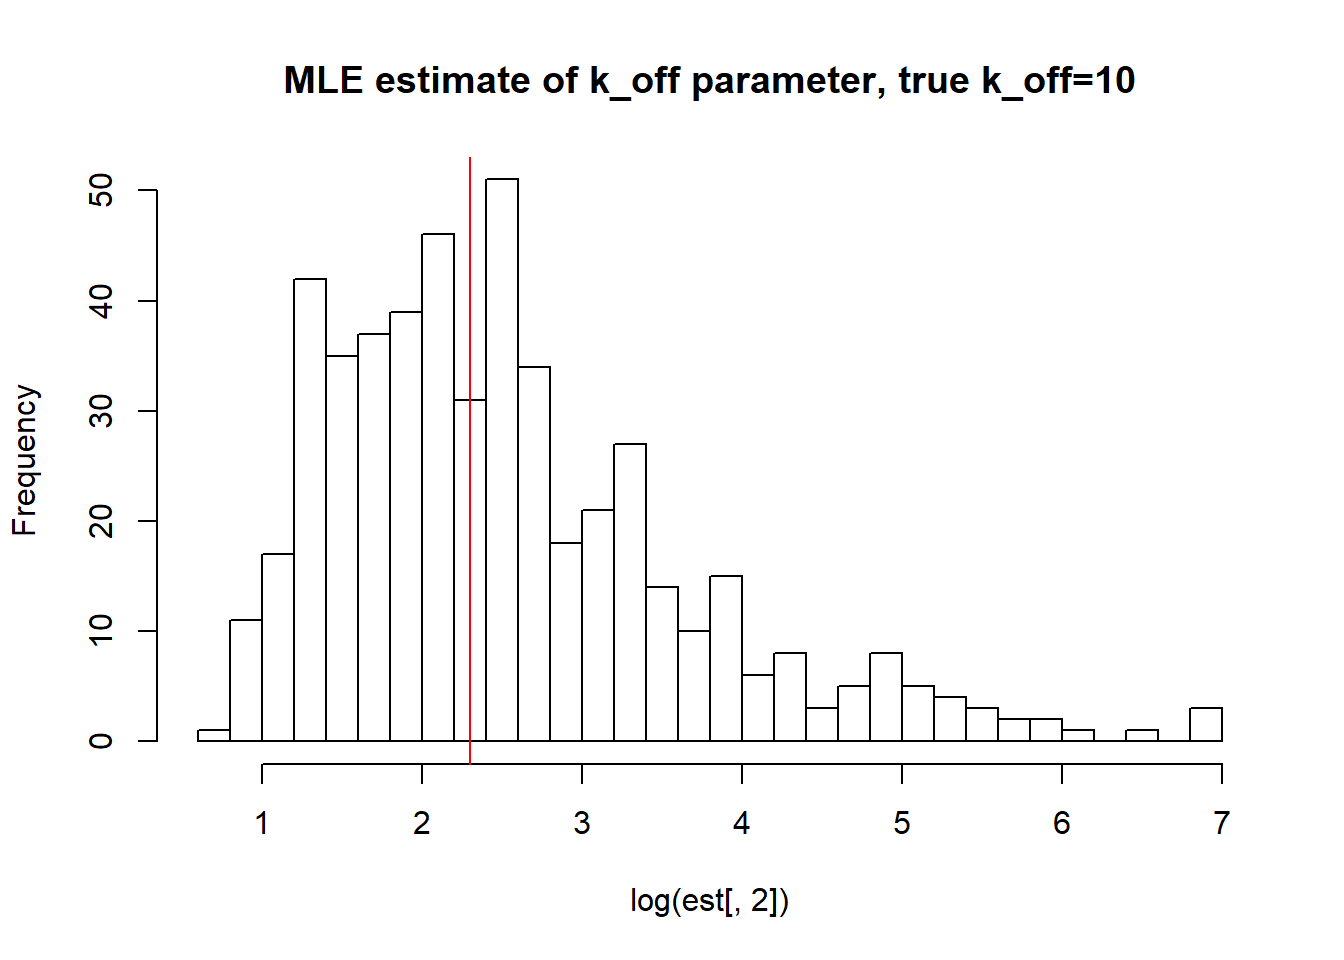 MLE estimate of k_off parameter, true k_off=10
Frequency
50
40
30
20
10
0
1 2 3 4 5 6 7
log(est[, 2])